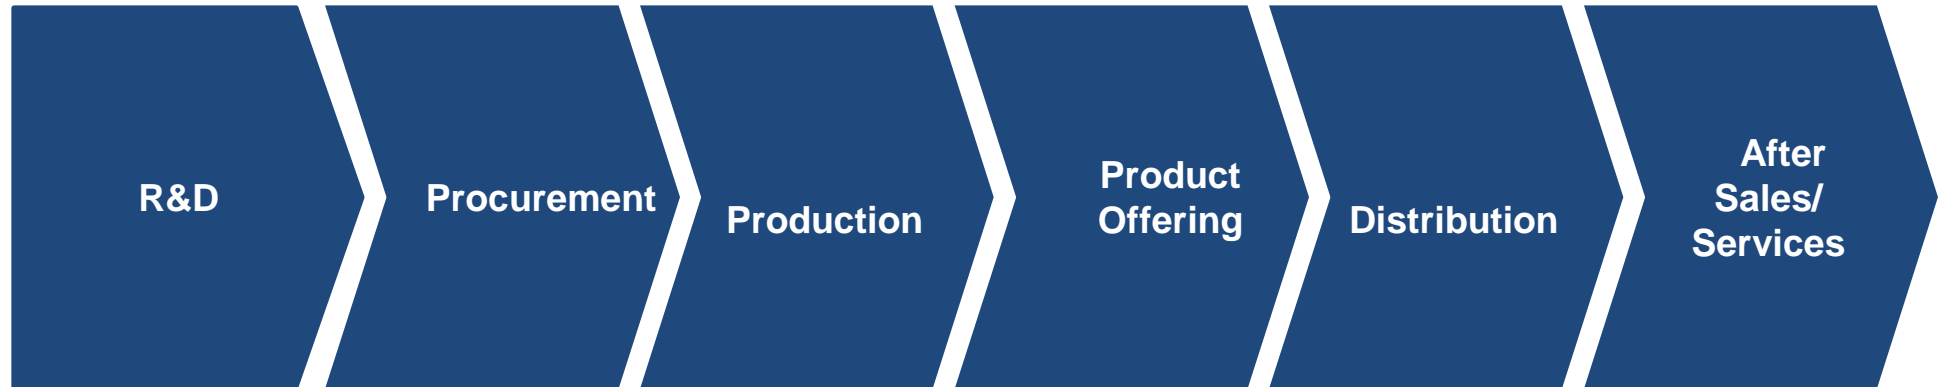 R&D
Procurement
Production
Product
Offering
Distribution
After
Sales/
Services